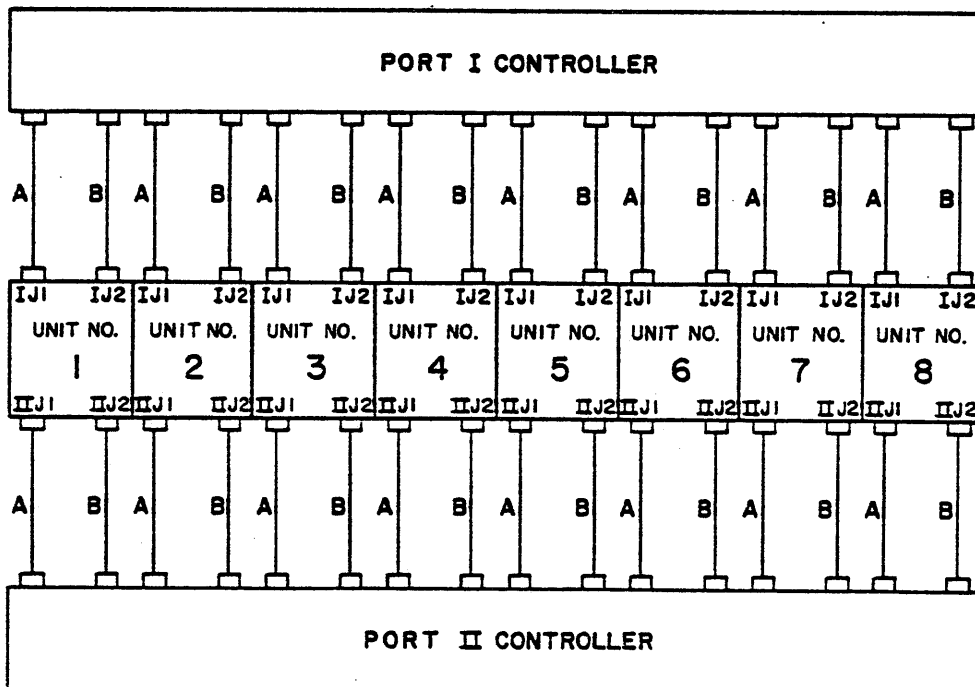 PORT I CONTROLLER
A B A B A B A B A B A B A B A B
IJ1 IJ2 IJ1 IJ2 IJ1 IJ2 IJ1 IJ2 IJ1 IJ2 IJ1 IJ2 IJ1 IJ2 IJ1 IJ2
UNIT NO. UNIT NO. UNIT NO. UNIT NO. UNIT NO. UNIT NO. UNIT NO. UNIT NO.
1 2 3 4 5 6 7 8
IIJ1 IIJ2 IIJ1 IIJ2 IIJ1 IIJ2 IIJ1 IIJ2 IIJ1 IIJ2 IIJ1 IIJ2 IIJ1 IIJ2 IIJ1 IIJ2
A B A B A B A B A B A B A B A B
PORT II CONTROLLER